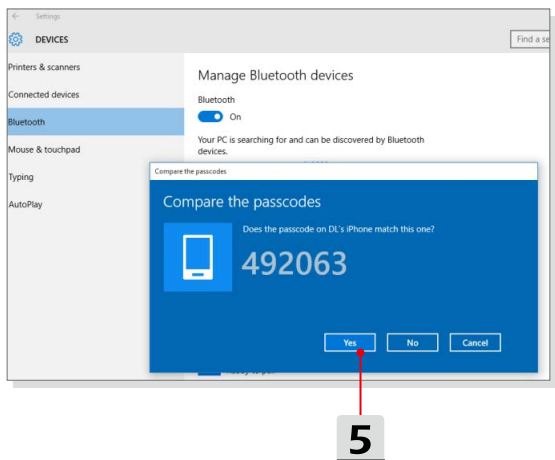 Settings
DEVICES
Find a se
Printers & scanners
Connected devices
Bluetooth
Mouse & touchpad
Typing
AutoPlay
Manage Bluetooth devices
Bluetooth
On
Your PC is searching for and can be discovered by Bluetooth
devices.
Compare the passcodes
Compare the passcodes
Does the passcode on DL's iPhone match this one?
492063
Yes No Cancel
5